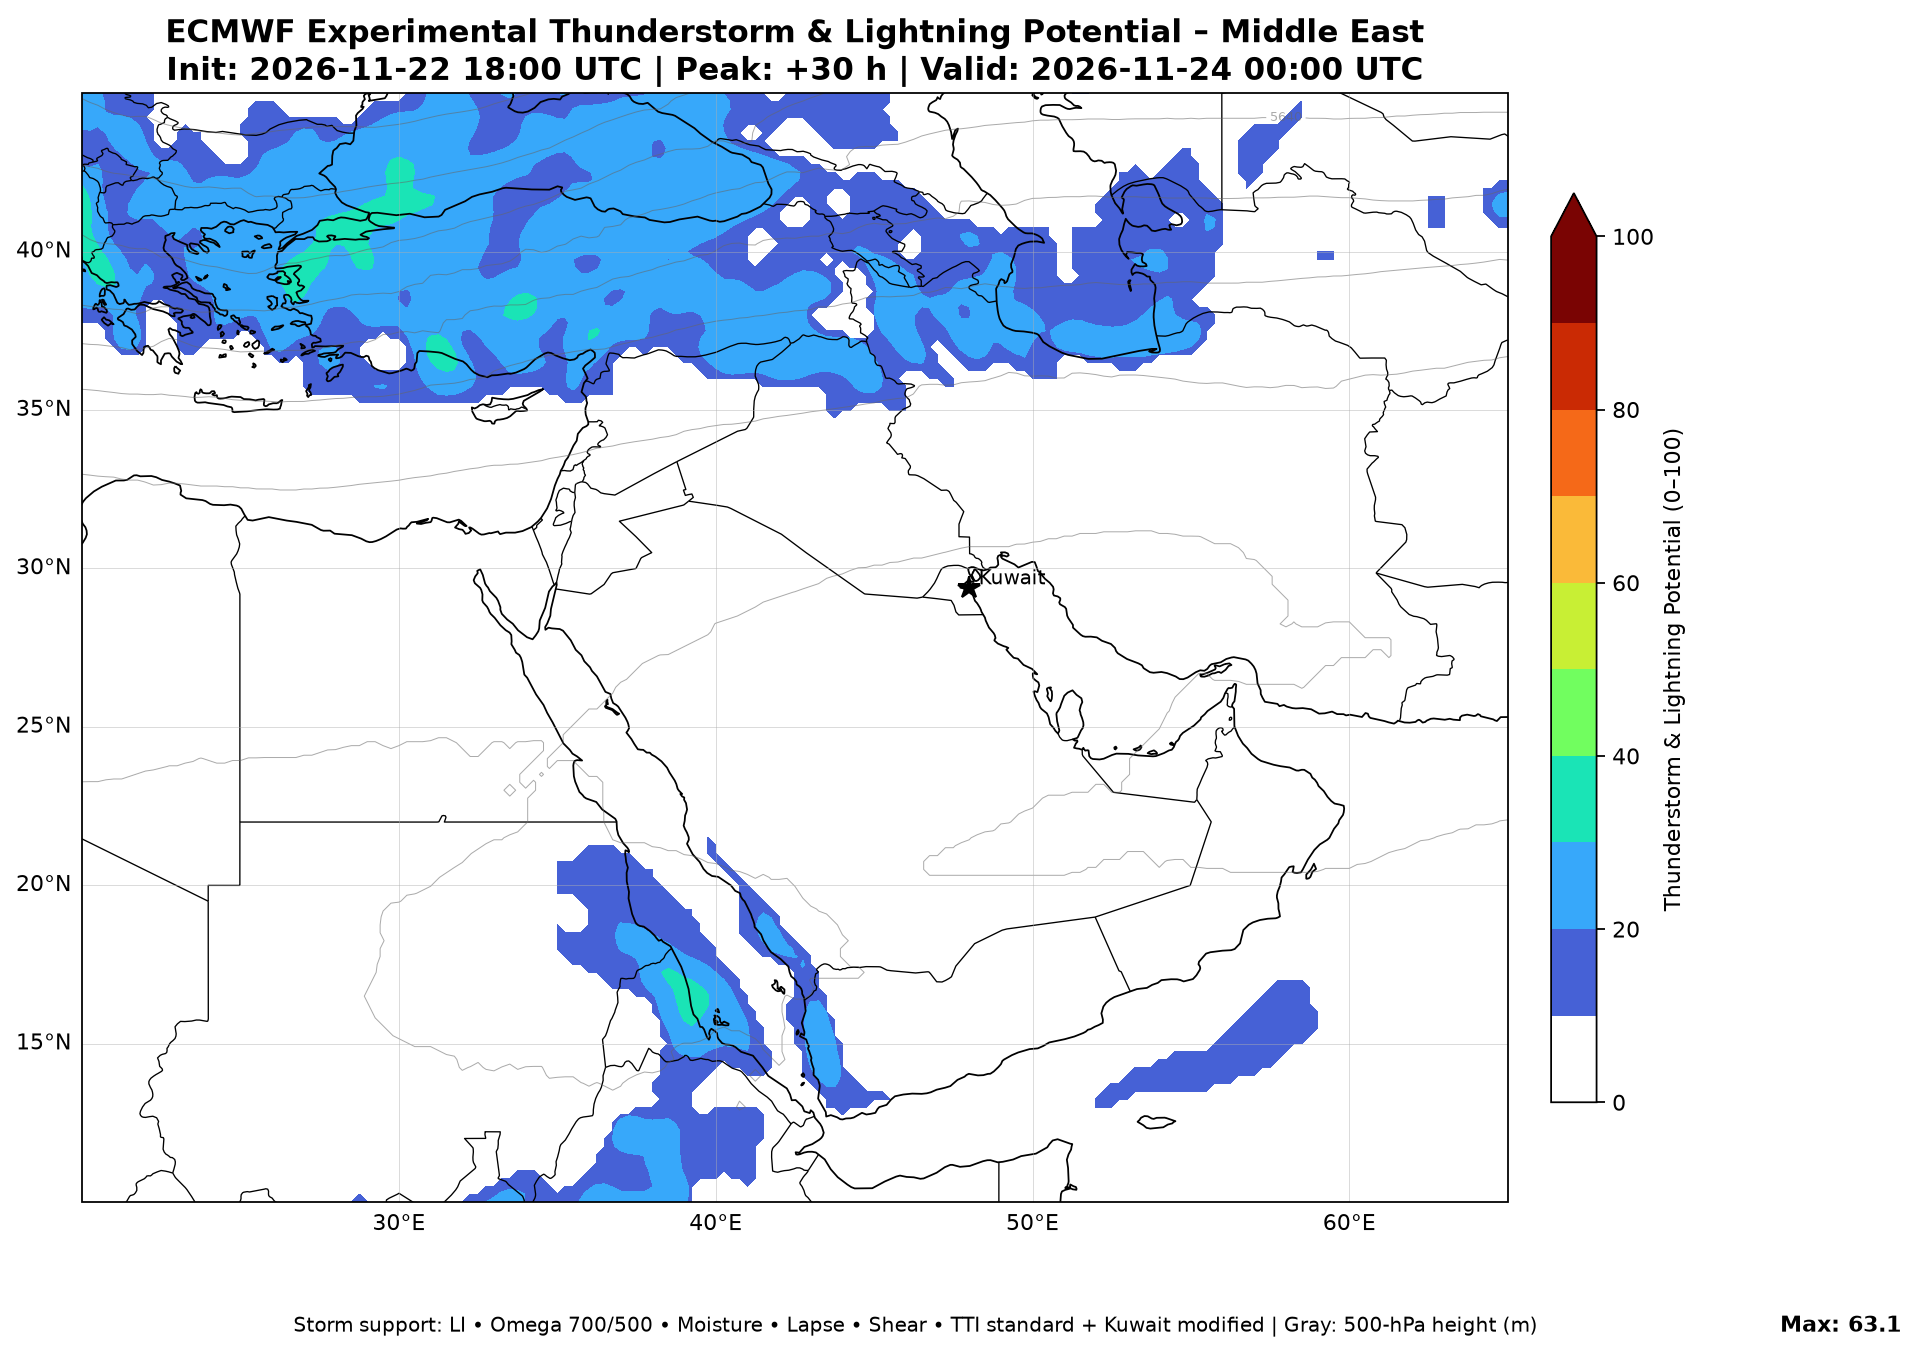 ECMWF Experimental Thunderstorm & Lightning Potential – Middle East
Init: 2026-11-22 18:00 UTC | Peak: +30 h | Valid: 2026-11-24 00:00 UTC
56
40°N
35°N
30°N
25°N
20°N
15°N
Kuwait
30°E
40°E
50°E
60°E
100
80
60
40
20
0
Thunderstorm & Lightning Potential (0–100)
Storm support: LI • Omega 700/500 • Moisture • Lapse • Shear • TTI standard + Kuwait modified | Gray: 500-hPa height (m)
Max: 63.1